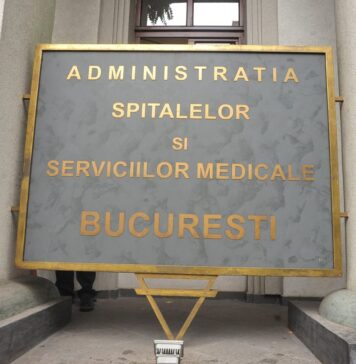 ADMINISTRATIA
SPITALELOR
SI
SERVICIILOR MEDICALE
BUCURESTI